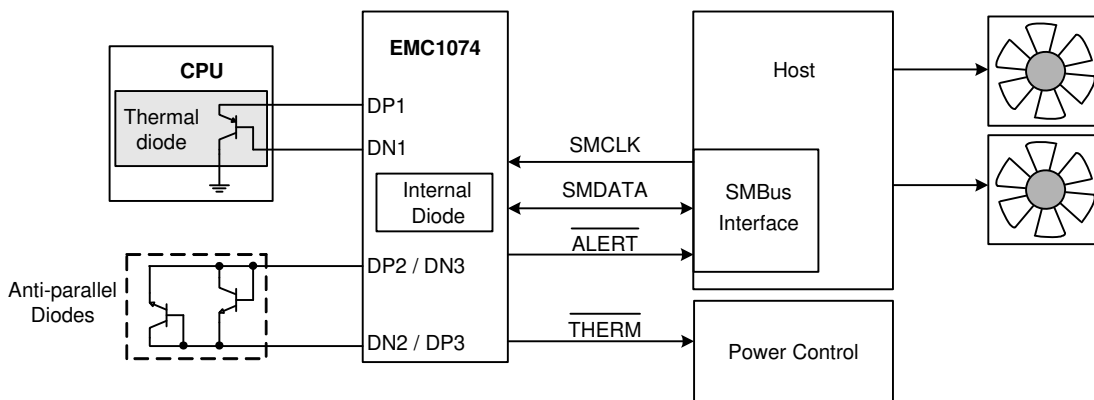 EMC1074
CPU
Thermal
diode
DP1
DN1
Internal
Diode
DP2 / DN3
DN2 / DP3
Anti-parallel
Diodes
SMCLK
SMDATA
ALERT
THERM
Host
SMBus
Interface
Power Control